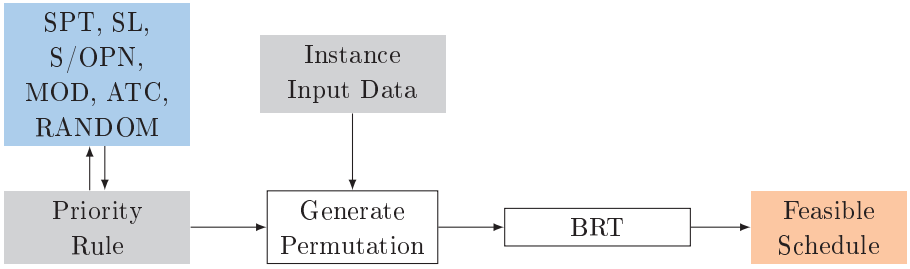 SPT, SL,
S/OPN,
MOD, ATC,
RANDOM
Instance
Input Data
Priority
Rule
Generate
Permutation
BRT
Feasible
Schedule